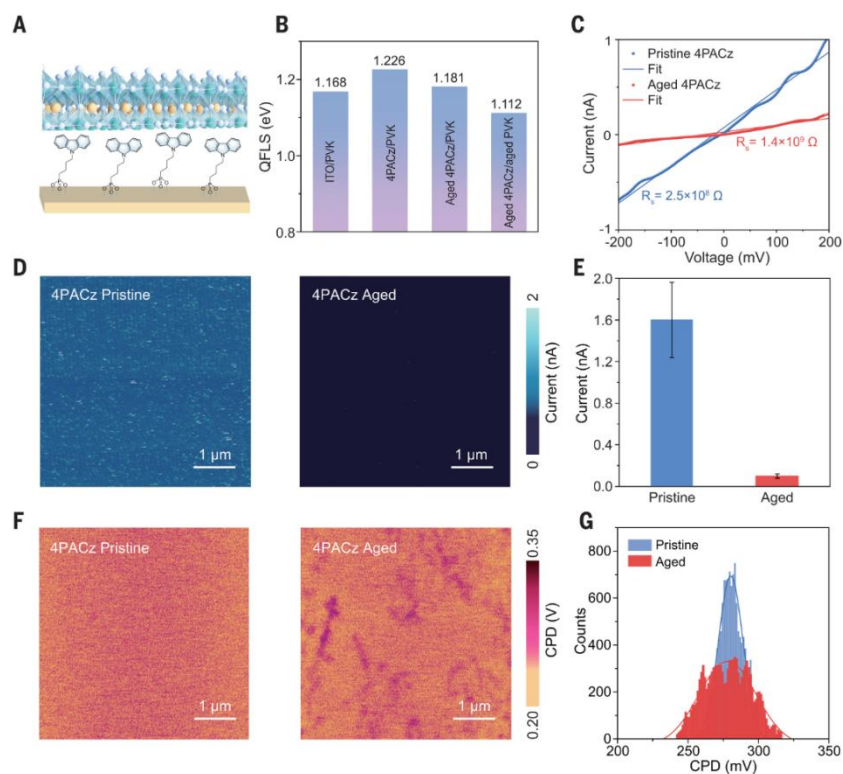 A
B
QFLS (eV)
1.2
1.1
1.0
0.9
0.8
1.168
1.226
1.181
1.112
ITO/PVK
4PACz/PVK
Aged 4PACz/PVK
Aged 4PACz/aged PVK
C
Current (nA)
1
0
-1
Pristine 4PACz
Fit
Aged 4PACz
Fit
Rs= 1.4×10⁹ Ω
Rs= 2.5×10⁸ Ω
-200
-100
0
100
200
Voltage (mV)
D
4PACz Pristine
1 µm
4PACz Aged
1 µm
2
0
Current (nA)
E
Current (nA)
2.0
1.6
1.2
0.8
0.4
0.0
Pristine
Aged
F
4PACz Pristine
1 µm
4PACz Aged
1 µm
0.35
0.20
CPD (V)
G
Counts
800
600
400
200
0
Pristine
Aged
200
250
300
350
CPD (mV)